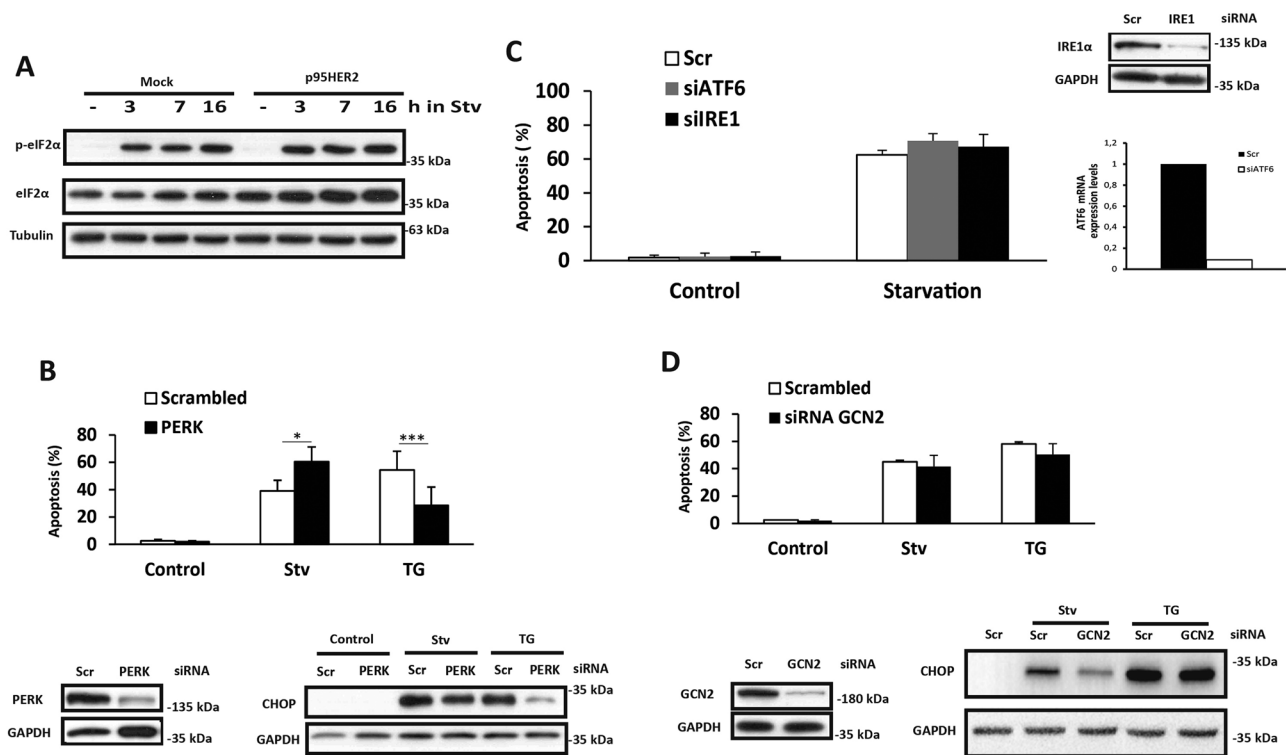 A
Mock p95HER2
- 3 7 16 - 3 7 16 h in Stv
p-eIF2α -35 kDa
eIF2α -35 kDa
Tubulin -63 kDa
C
Scr
siATF6
siIRE1
Apoptosis (%)
100
80
60
40
20
0
Control Starvation
Scr IRE1 siRNA
IRE1α -135 kDa
GAPDH -35 kDa
ATF6 mRNA
expression levels
1,2
1
0,8
0,6
0,4
0,2
0
Scr
siATF6
B
Scrambled
PERK
Apoptosis (%)
80
60
40
20
0
* ***
Control Stv TG
Scr PERK siRNA
PERK -135 kDa
GAPDH -35 kDa
Control Stv TG
Scr PERK Scr PERK Scr PERK siRNA
CHOP -35 kDa
GAPDH -35 kDa
D
Scrambled
siRNA GCN2
Apoptosis (%)
80
60
40
20
0
Control Stv TG
Scr GCN2 siRNA
GCN2 -180 kDa
GAPDH -35 kDa
Stv TG
Scr Scr GCN2 Scr GCN2 siRNA
CHOP -35 kDa
GAPDH -35 kDa